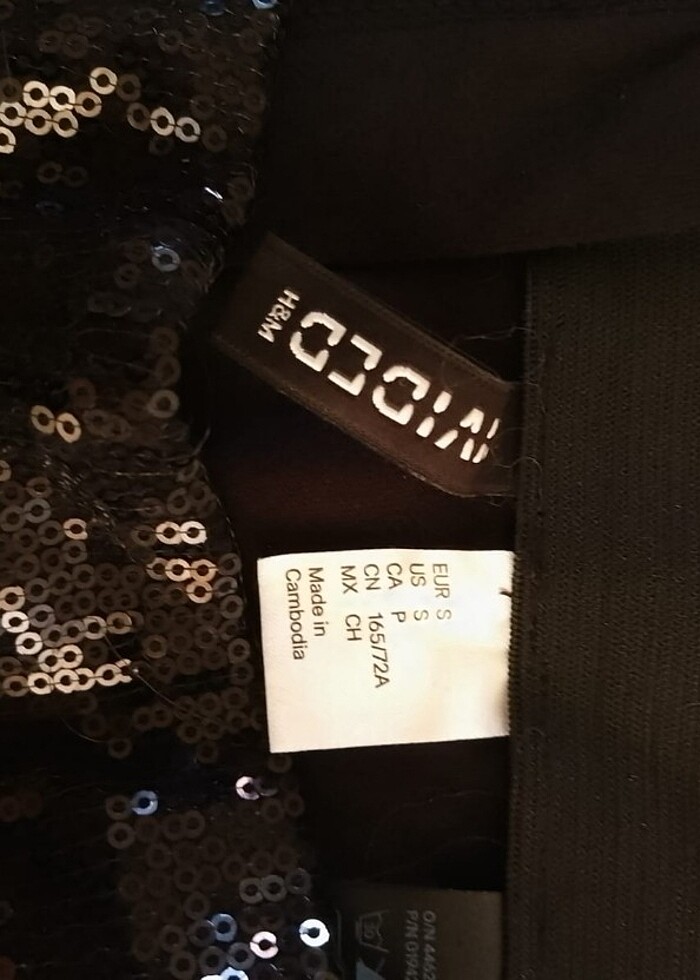 DIVIDED
H&M
EUR S
US S
CA P
CN 165/72A
MX CH
Made in
Cambodia
O/N
P/N